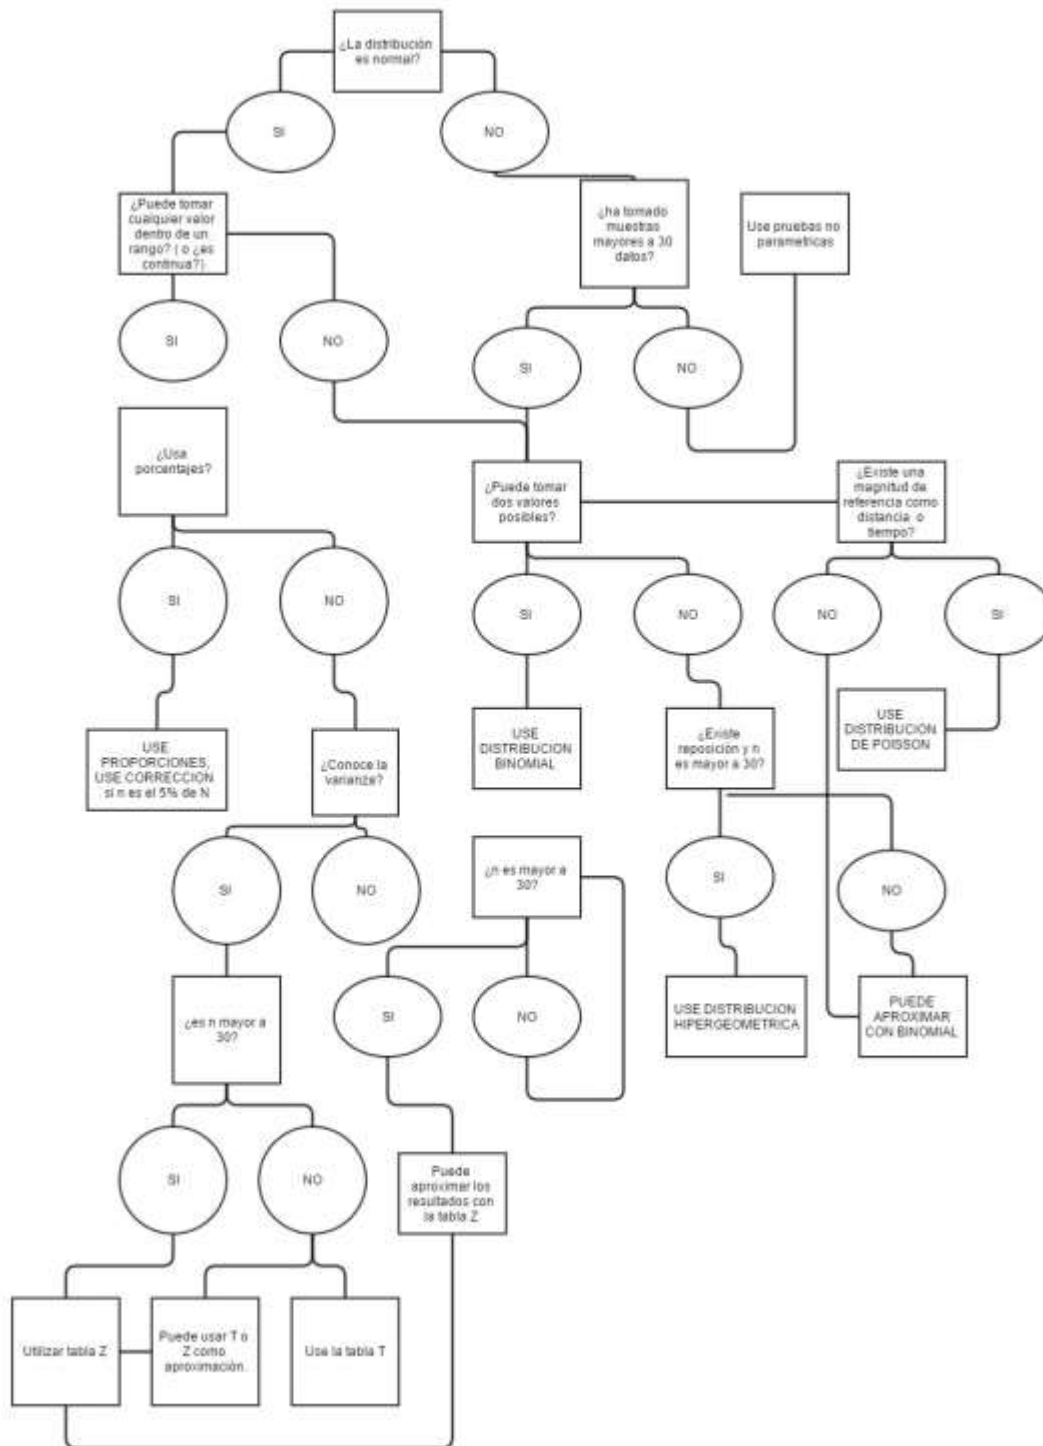 ¿La distribución
es normal?
SI
NO
¿Puede tomar
cualquier valor
dentro de un
rango? ( o ¿es
continua?)
¿ha tomado
muestras
mayores a 30
datos?
Use pruebas no
parametricas
SI
NO
SI
NO
¿Usa
porcentajes?
¿Puede tomar
dos valores
posibles?
¿Existe una
magnitud de
referencia como
distancia o
tiempo?
SI
NO
SI
NO
NO
SI
USE
PROPORCIONES,
USE CORRECCION
si n es el 5% de N
¿Conoce la
varianza?
USE
DISTRIBUCION
BINOMIAL
¿Existe
reposición y n
es mayor a 30?
USE
DISTRIBUCION
DE POISSON
SI
NO
¿n es mayor a
30?
SI
NO
¿es n mayor a
30?
SI
NO
USE DISTRIBUCION
HIPERGEOMETRICA
PUEDE
APROXIMAR
CON BINOMIAL
SI
NO
Puede
aproximar los
resultados con
la tabla Z
Utilizar tabla Z
Puede usar T o
Z como
aproximación.
Use la tabla T